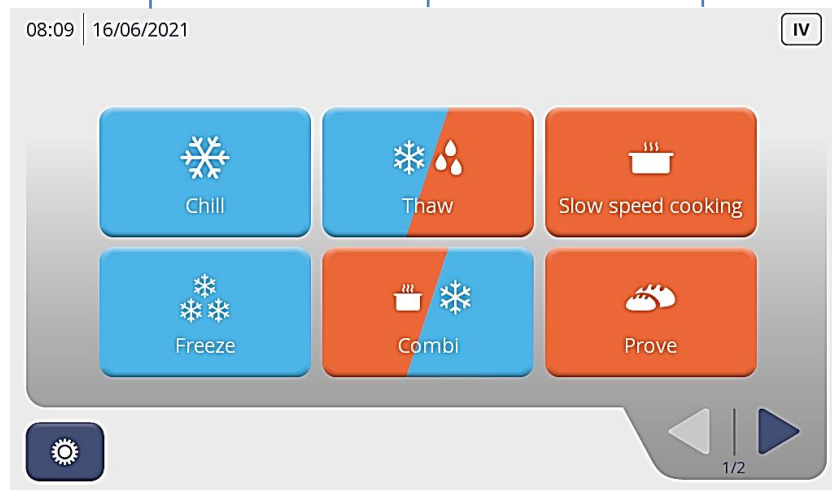 08:09 16/06/2021
IV
Chill
Thaw
Slow speed cooking
Freeze
Combi
Prove
1/2